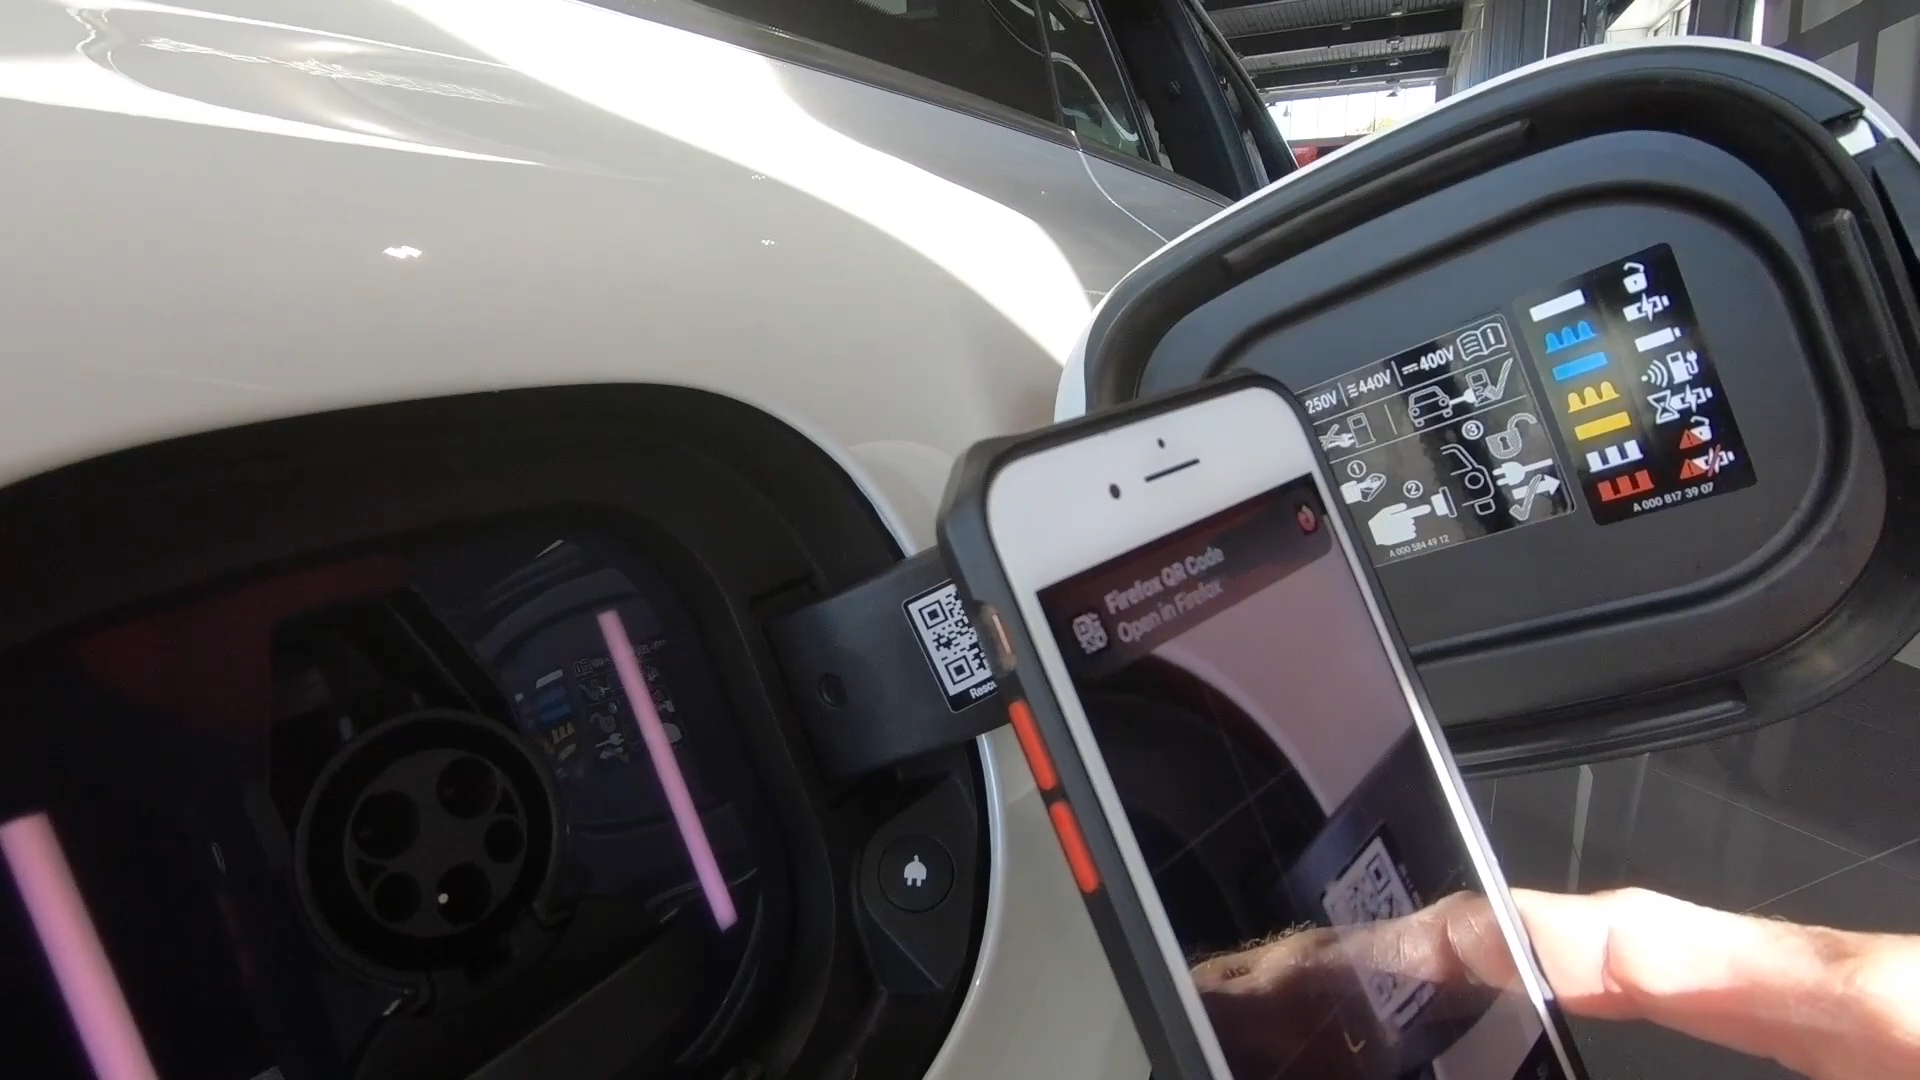 250V ≅440V ⎓400V
①
②
③
A 000 584 49 12
A 000 817 39 07
Firefox QR Code
Open in Firefox